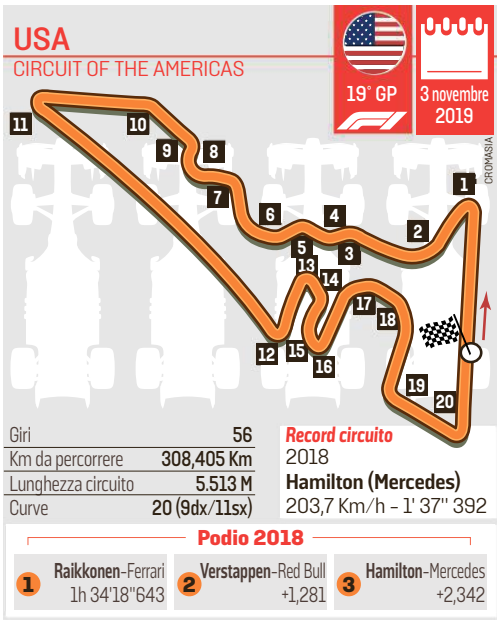 USA
CIRCUIT OF THE AMERICAS
19° GP
F1
3 novembre
2019
CROMASIA
11
10
9
8
7
6
5
4
3
2
1
13
14
12
15
16
17
18
19
20
Giri 56
Km da percorrere 308,405 Km
Lunghezza circuito 5.513 M
Curve 20 (9dx/11sx)
Record circuito
2018
Hamilton (Mercedes)
203,7 Km/h - 1' 37" 392
Podio 2018
1 Raikkonen-Ferrari
1h 34'18"643
2 Verstappen-Red Bull
+1,281
3 Hamilton-Mercedes
+2,342